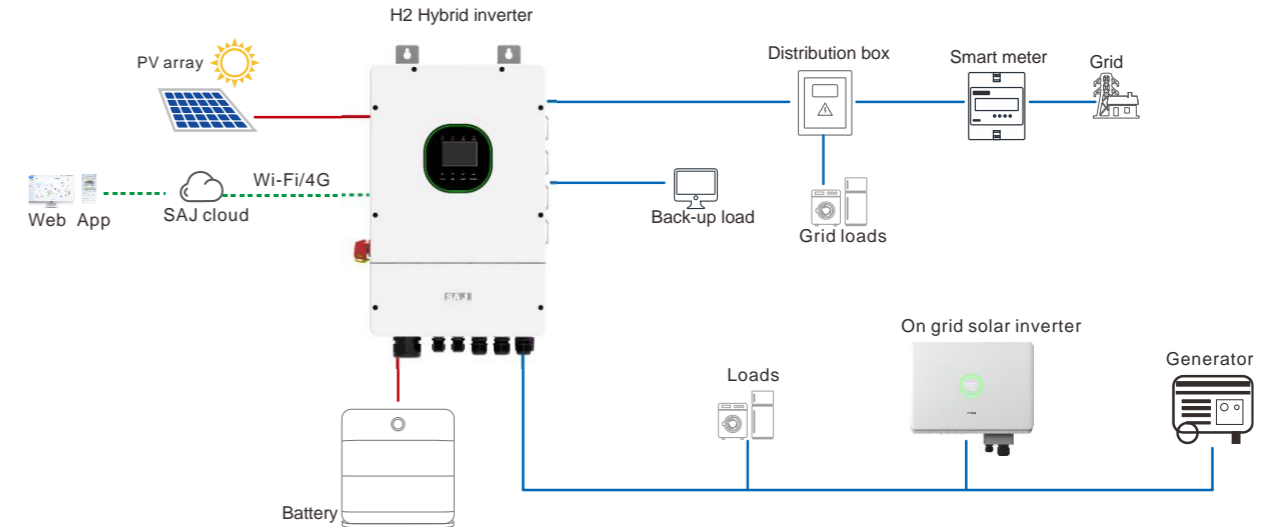 H2 Hybrid inverter
PV array
Distribution box
Smart meter
Grid
Wi-Fi/4G
Web App
SAJ cloud
Back-up load
Grid loads
SAJ
On grid solar inverter
Generator
Loads
Battery